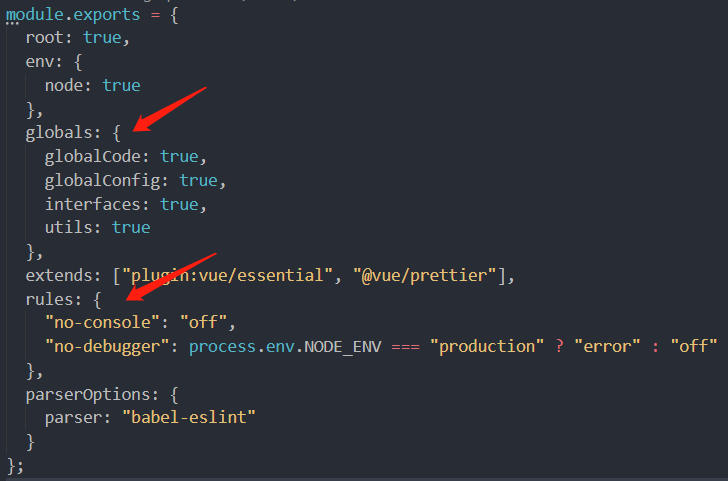 module.exports = {
root: true,
env: {
node: true
},
globals: {
globalCode: true,
globalConfig: true,
interfaces: true,
utils: true
},
extends: ["plugin:vue/essential", "@vue/prettier"],
rules: {
"no-console": "off",
"no-debugger": process.env.NODE_ENV === "production" ? "error" : "off"
},
parserOptions: {
parser: "babel-eslint"
}
};